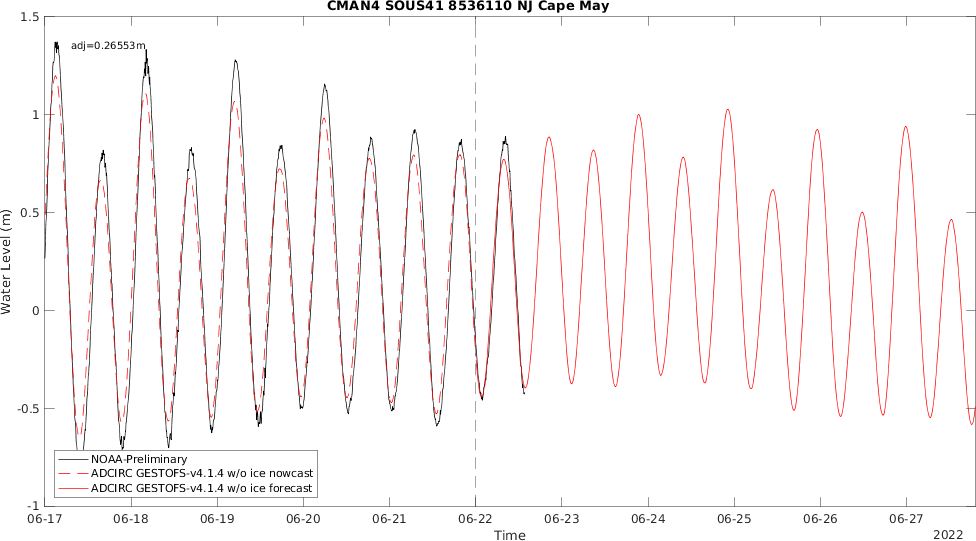 CMAN4 SOUS41 8536110 NJ Cape May
1.5
adj=0.26553m
1
0.5
0
-0.5
-1
Water Level (m)
NOAA-Preliminary
ADCIRC GESTOFS-v4.1.4 w/o ice nowcast
ADCIRC GESTOFS-v4.1.4 w/o ice forecast
06-17 06-18 06-19 06-20 06-21 06-22 06-23 06-24 06-25 06-26 06-27
Time
2022